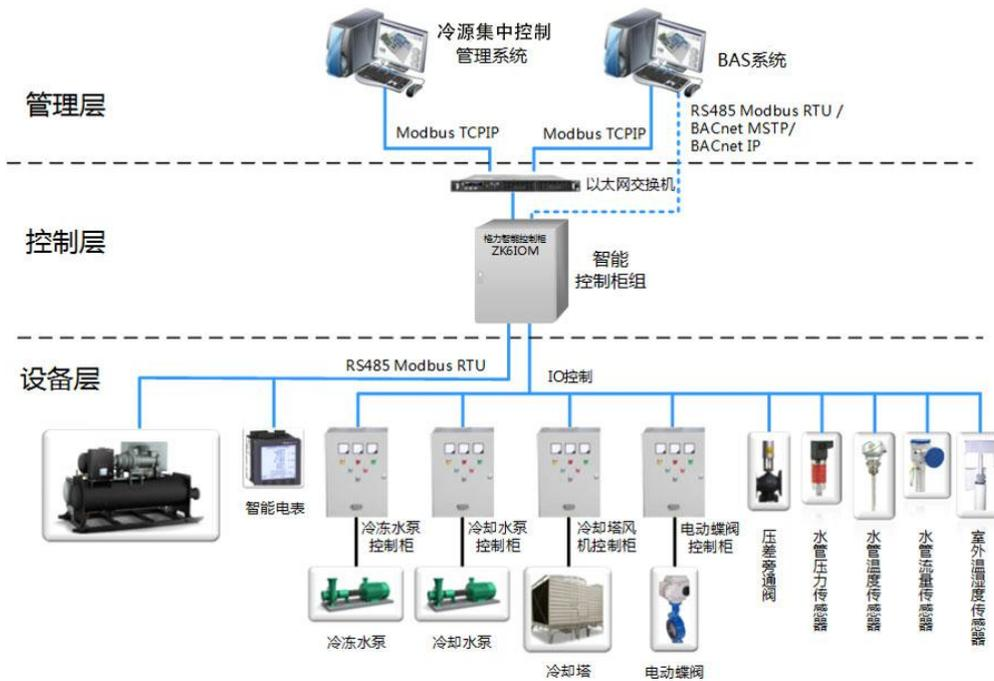 冷源集中控制
管理系统
BAS系统
管理层
Modbus TCPIP
Modbus TCPIP
RS485 Modbus RTU /
BACnet MSTP/
BACnet IP
以太网交换机
控制层
格力智能控制柜
ZK6IOM
智能
控制柜组
设备层
RS485 Modbus RTU
IO控制
智能电表
冷冻水泵
控制柜
冷却水泵
控制柜
冷却塔风
机控制柜
电动蝶阀
控制柜
压差旁通阀
水管压力传感器
水管温度传感器
水管流量传感器
室外温湿度传感器
冷冻水泵
冷却水泵
冷却塔
电动蝶阀